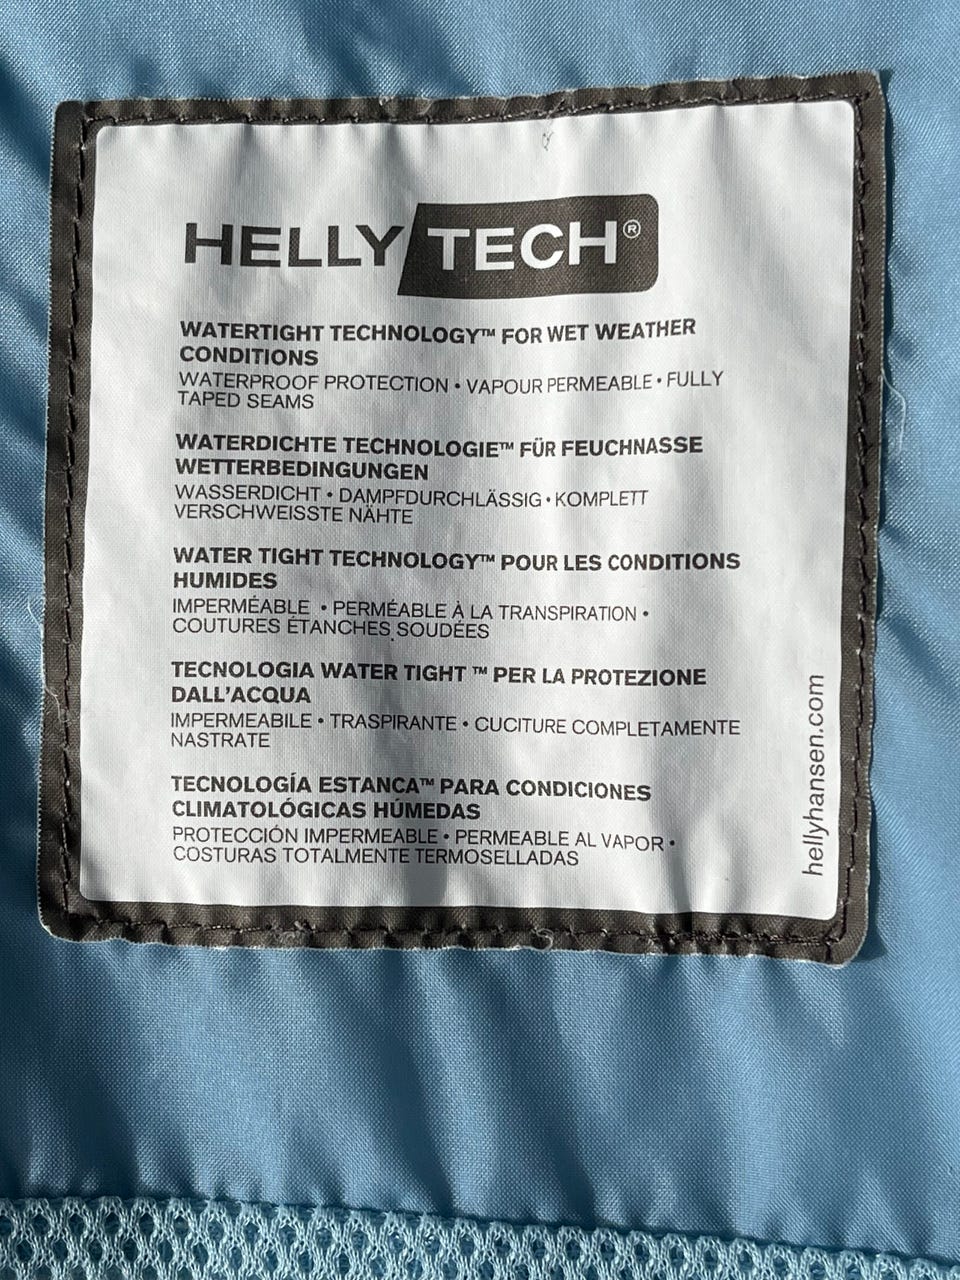 HELLY TECH®
WATERTIGHT TECHNOLOGY™ FOR WET WEATHER
CONDITIONS
WATERPROOF PROTECTION • VAPOUR PERMEABLE • FULLY
TAPED SEAMS
WATERDICHTE TECHNOLOGIE™ FÜR FEUCHNASSE
WETTERBEDINGUNGEN
WASSERDICHT • DAMPFDURCHLÄSSIG • KOMPLETT
VERSCHWEISSTE NÄHTE
WATER TIGHT TECHNOLOGY™ POUR LES CONDITIONS
HUMIDES
IMPERMÉABLE • PERMÉABLE À LA TRANSPIRATION •
COUTURES ÉTANCHES SOUDÉES
TECNOLOGIA WATER TIGHT ™ PER LA PROTEZIONE
DALL'ACQUA
IMPERMEABILE • TRASPIRANTE • CUCITURE COMPLETAMENTE
NASTRATE
TECNOLOGÍA ESTANCA™ PARA CONDICIONES
CLIMATOLÓGICAS HÚMEDAS
PROTECCIÓN IMPERMEABLE • PERMEABLE AL VAPOR •
COSTURAS TOTALMENTE TERMOSELLADAS
hellyhansen.com